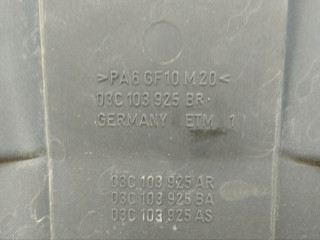 >PA6 GF10 M20<
03C 103 925 BR
GERMANY ETM 1
03C 103 925 AR
03C 103 925 BA
03C 103 925 AS